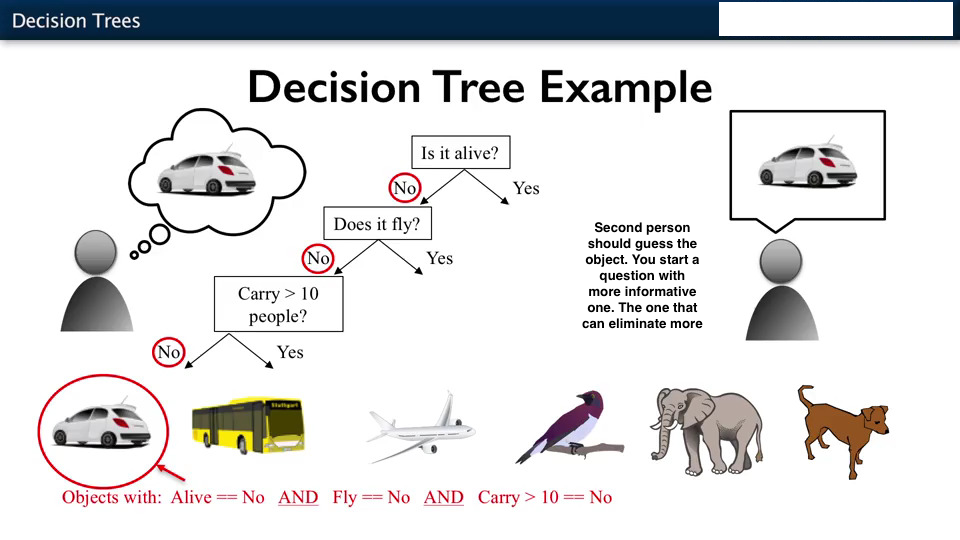 Decision Trees
Decision Tree Example
Is it alive?
No
Yes
Does it fly?
No
Yes
Carry > 10
people?
No
Yes
Second person
should guess the
object. You start a
question with
more informative
one. The one that
can eliminate more
Stuttgart
Objects with: Alive == No AND Fly == No AND Carry > 10 == No